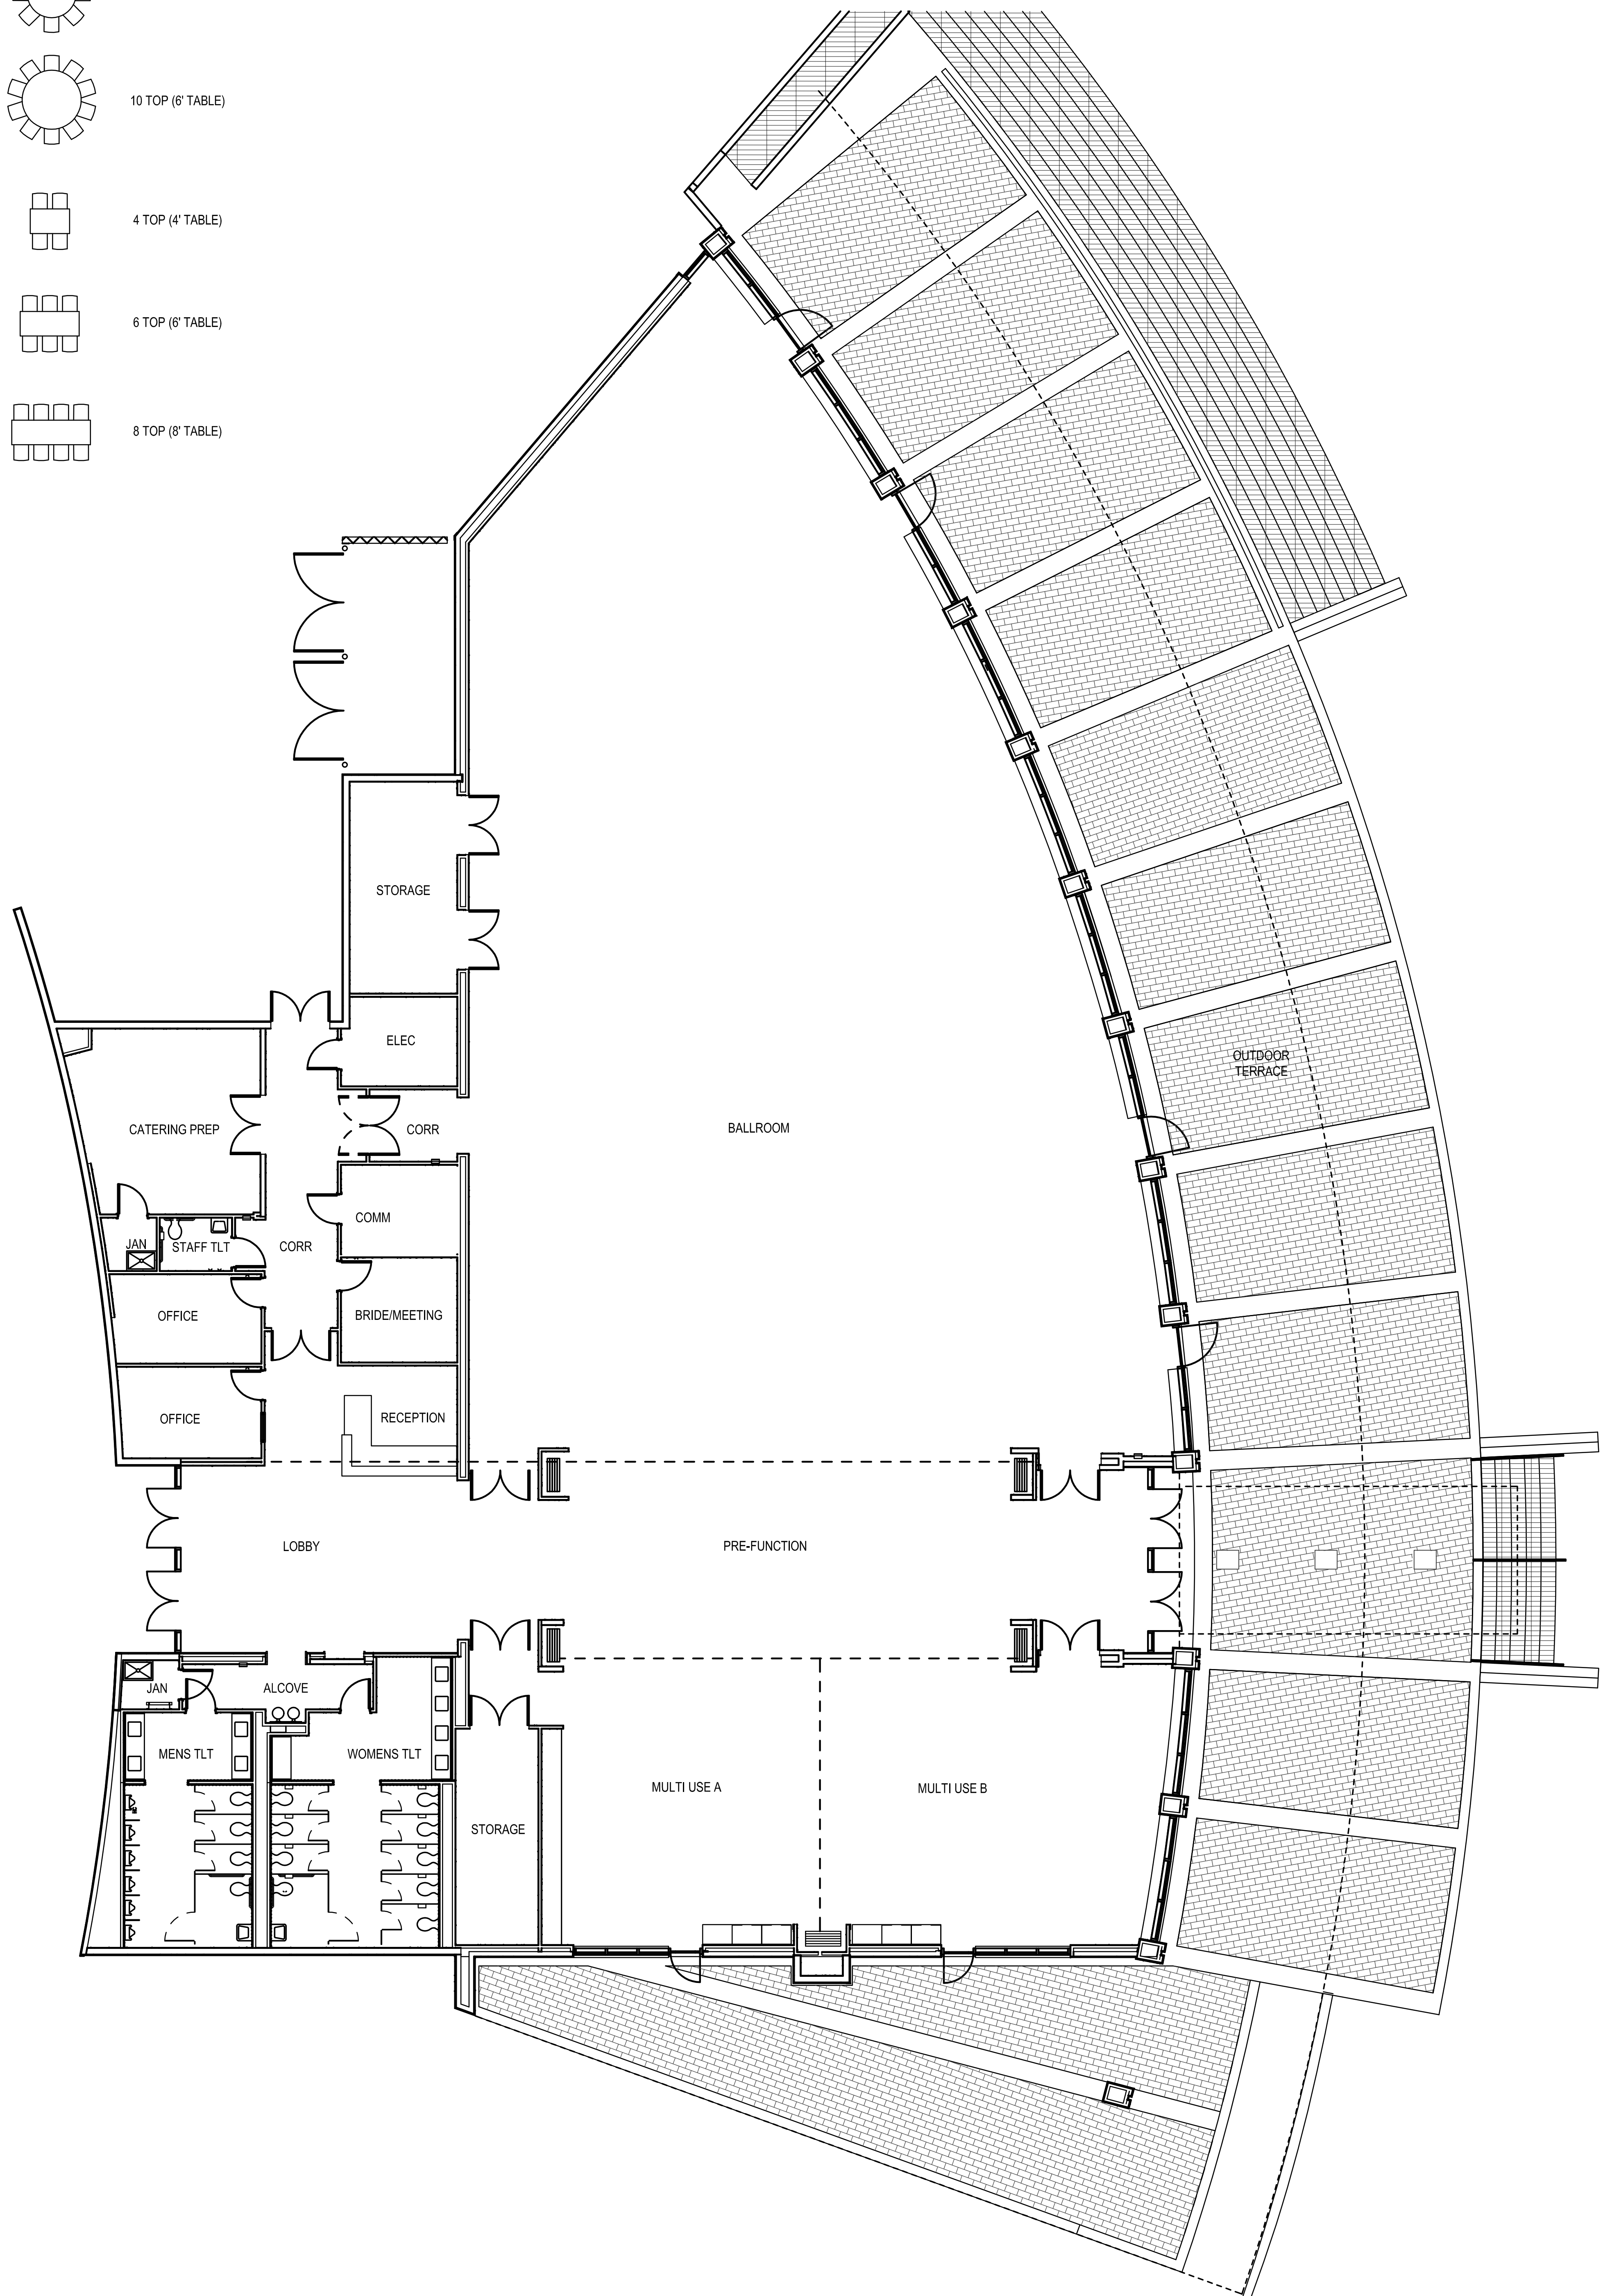 10 TOP (6' TABLE)
4 TOP (4' TABLE)
6 TOP (6' TABLE)
8 TOP (8' TABLE)
STORAGE
ELEC
OUTDOOR
TERRACE
CATERING PREP
CORR
BALLROOM
COMM
JAN
STAFF TLT
CORR
OFFICE
BRIDE/MEETING
OFFICE
RECEPTION
LOBBY
PRE-FUNCTION
JAN
ALCOVE
MENS TLT
WOMENS TLT
MULTI USE A
MULTI USE B
STORAGE